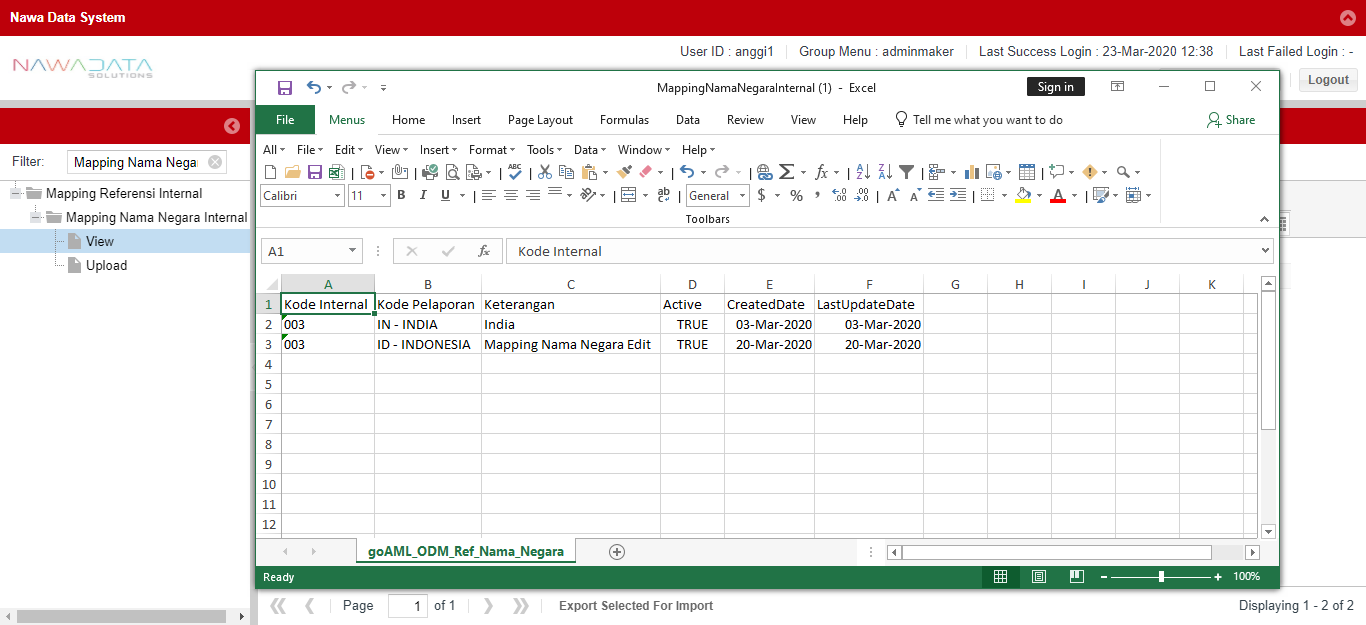 Nawa Data System
User ID : anggi1 Group Menu : adminmaker Last Success Login : 23-Mar-2020 12:38 Last Failed Login : -
NAWADATA
SOLUTIONS
Logout
Filter: Mapping Nama Nega
Mapping Referensi Internal
Mapping Nama Negara Internal
View
Upload
MappingNamaNegaraInternal (1) - Excel
Sign in
File Menus Home Insert Page Layout Formulas Data Review View Help Tell me what you want to do Share
All File Edit View Insert Format Tools Data Window Help
Calibri 11 B I U General $ % ,
Toolbars
A1 fx Kode Internal
A B C D E F G H I J K
1 Kode Internal Kode Pelaporan Keterangan Active CreatedDate LastUpdateDate
2 003 IN - INDIA India TRUE 03-Mar-2020 03-Mar-2020
3 003 ID - INDONESIA Mapping Nama Negara Edit TRUE 20-Mar-2020 20-Mar-2020
4
5
6
7
8
9
10
11
12
goAML_ODM_Ref_Nama_Negara
Ready 100%
Page 1 of 1 Export Selected For Import Displaying 1 - 2 of 2